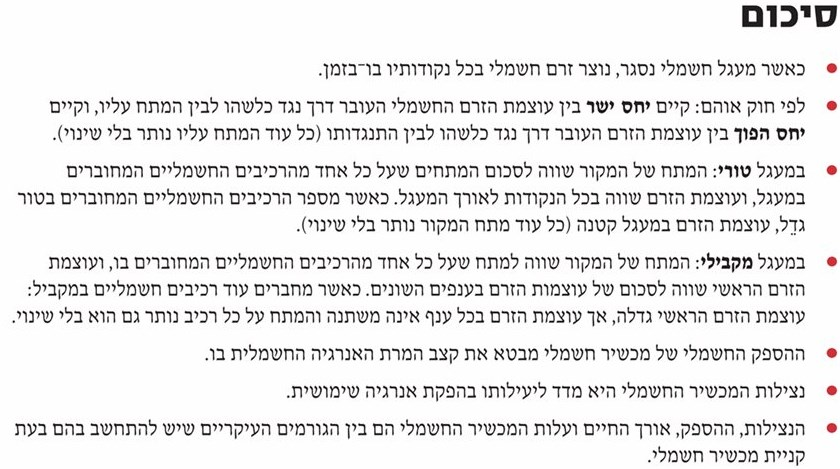 סיכום
• כאשר מעגל חשמלי נסגר, נוצר זרם חשמלי בכל נקודותיו בו־בזמן.
• לפי חוק אוהם: קיים יחס ישר בין עוצמת הזרם החשמלי העובר דרך נגד כלשהו לבין המתח עליו, וקיים
יחס הפוך בין עוצמת הזרם העובר דרך נגד כלשהו לבין התנגדותו (כל עוד המתח עליו נותר בלי שינוי).
• במעגל טורי: המתח של המקור שווה לסכום המתחים שעל כל אחד מהרכיבים החשמליים המחוברים
במעגל, ועוצמת הזרם שווה בכל הנקודות לאורך המעגל. כאשר מספר הרכיבים החשמליים המחוברים בטור
גדֵל, עוצמת הזרם במעגל קטנה (כל עוד מתח המקור נותר בלי שינוי).
• במעגל מקבילי: המתח של המקור שווה למתח שעל כל אחד מהרכיבים החשמליים המחוברים בו, ועוצמת
הזרם הראשי שווה לסכום של עוצמות הזרם בענפים השונים. כאשר מחברים עוד רכיבים חשמליים במקביל:
עוצמת הזרם הראשי גדלה, אך עוצמת הזרם בכל ענף אינה משתנה והמתח על כל רכיב נותר גם הוא בלי שינוי.
• ההספק החשמלי של מכשיר חשמלי מבטא את קצב המרת האנרגיה החשמלית בו.
• נצילות המכשיר החשמלי היא מדד ליעילותו בהפקת אנרגיה שימושית.
• הנצילות, ההספק, אורך החיים ועלות המכשיר החשמלי הם בין הגורמים העיקריים שיש להתחשב בהם בעת
קניית מכשיר חשמלי.